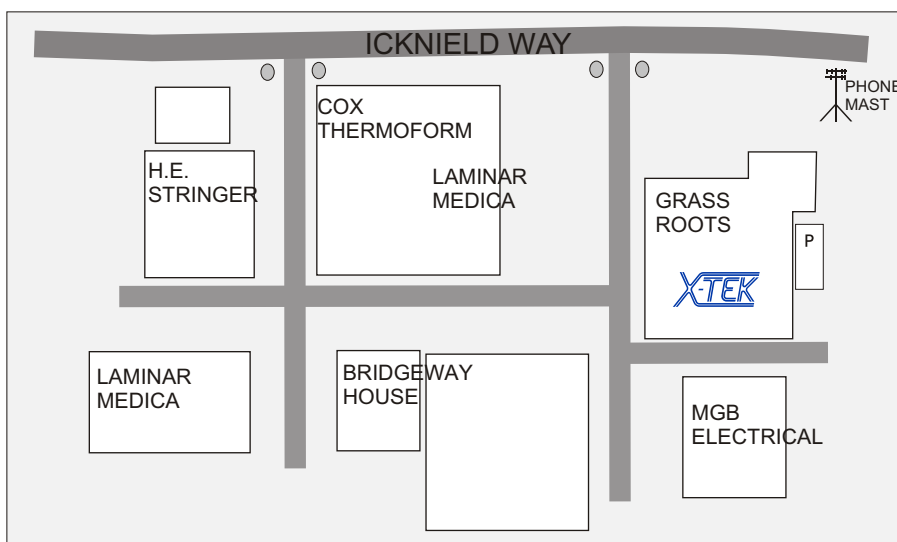 ICKNIELD WAY
PHONE
MAST
COX
THERMOFORM
H.E.
STRINGER
LAMINAR
MEDICA
GRASS
ROOTS
P
X-TEK
LAMINAR
MEDICA
BRIDGEWAY
HOUSE
MGB
ELECTRICAL